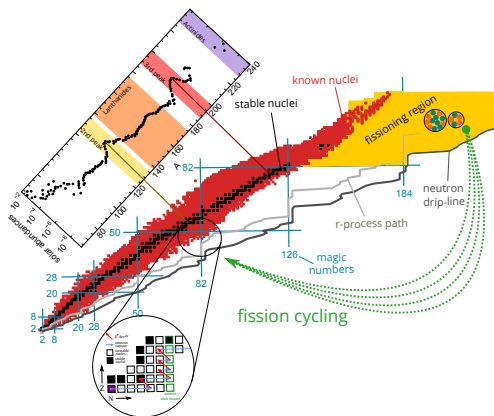 Actinides
3rd peak
Lanthanides
2nd peak
240
220
200
180
160
140
120
100
80
A
solar abundances
known nuclei
stable nuclei
fissioning region
neutron
drip-line
r-process path
magic
numbers
fission cycling
82
50
28
20
8
2
2
8
20
28
50
82
126
184
Z
N